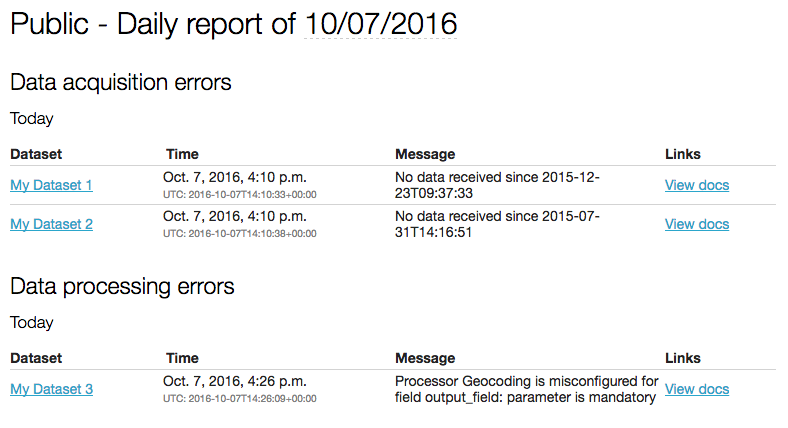 Public - Daily report of 10/07/2016
Data acquisition errors
Today
Dataset Time Message Links
My Dataset 1 Oct. 7, 2016, 4:10 p.m. No data received since 2015-12- View docs
UTC: 2016-10-07T14:10:33+00:00 23T09:37:33
My Dataset 2 Oct. 7, 2016, 4:10 p.m. No data received since 2015-07- View docs
UTC: 2016-10-07T14:10:38+00:00 31T14:16:51
Data processing errors
Today
Dataset Time Message Links
My Dataset 3 Oct. 7, 2016, 4:26 p.m. Processor Geocoding is misconfigured for View docs
UTC: 2016-10-07T14:26:09+00:00 field output_field: parameter is mandatory